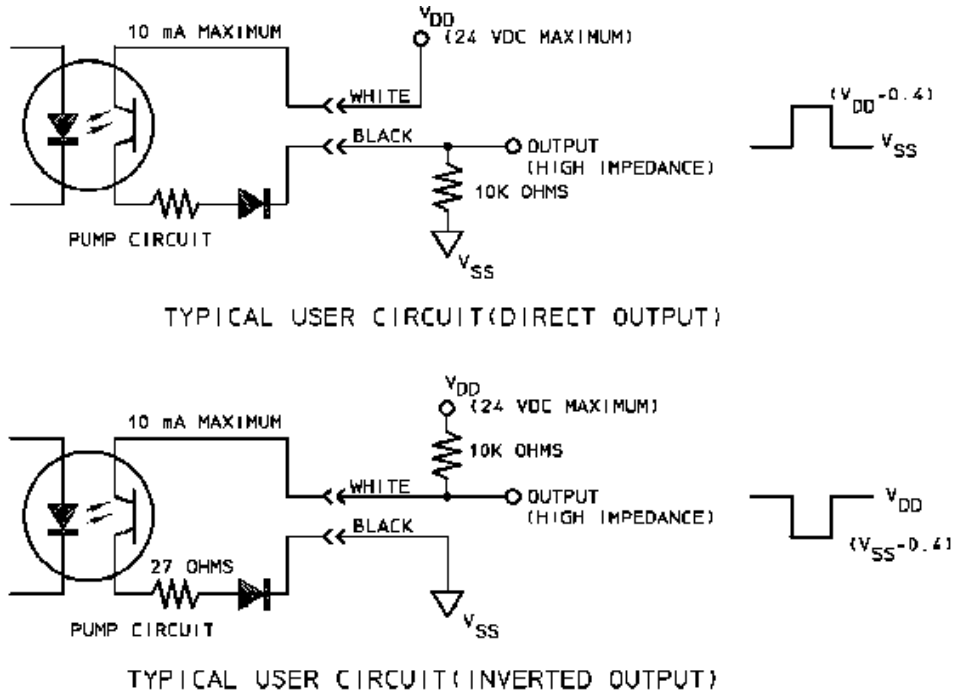 10 mA MAXIMUM
VDD
(24 VDC MAXIMUM)
WHITE
BLACK
OUTPUT
(HIGH IMPEDANCE)
10K OHMS
VSS
PUMP CIRCUIT
(VDD-0.4)
VSS
TYPICAL USER CIRCUIT(DIRECT OUTPUT)
10 mA MAXIMUM
VDD
(24 VDC MAXIMUM)
10K OHMS
WHITE
BLACK
OUTPUT
(HIGH IMPEDANCE)
27 OHMS
VSS
PUMP CIRCUIT
VDD
(VSS-0.4)
TYPICAL USER CIRCUIT(INVERTED OUTPUT)